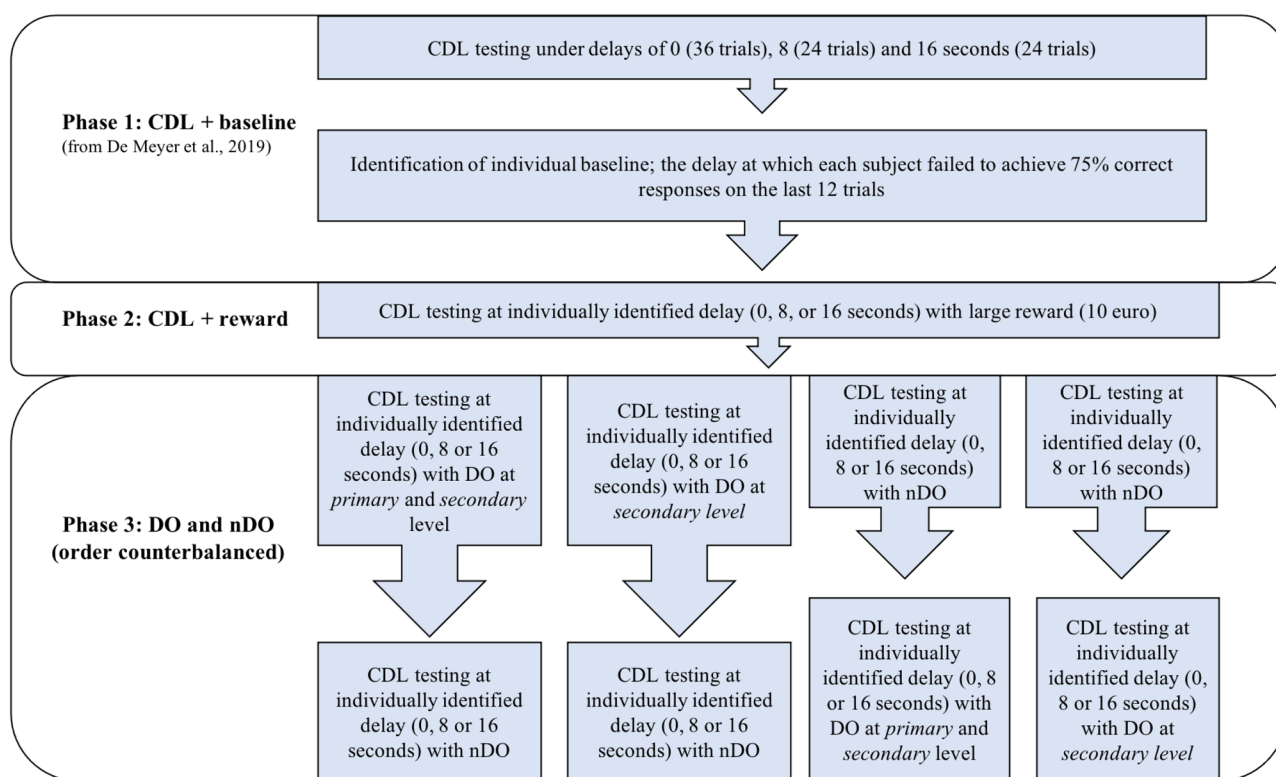 CDL testing under delays of 0 (36 trials), 8 (24 trials) and 16 seconds (24 trials)
Phase 1: CDL + baseline
(from De Meyer et al., 2019)
Identification of individual baseline; the delay at which each subject failed to achieve 75% correct
responses on the last 12 trials
Phase 2: CDL + reward
CDL testing at individually identified delay (0, 8, or 16 seconds) with large reward (10 euro)
Phase 3: DO and nDO
(order counterbalanced)
CDL testing at
individually identified
delay (0, 8 or 16
seconds) with DO at
primary and secondary
level
CDL testing at
individually identified
delay (0, 8 or 16
seconds) with DO at
secondary level
CDL testing at
individually
identified delay (0,
8 or 16 seconds)
with nDO
CDL testing at
individually
identified delay (0,
8 or 16 seconds)
with nDO
CDL testing at
individually identified
delay (0, 8 or 16
seconds) with nDO
CDL testing at
individually identified
delay (0, 8 or 16
seconds) with nDO
CDL testing at
individually
identified delay (0, 8
or 16 seconds) with
DO at primary and
secondary level
CDL testing at
individually
identified delay (0,
8 or 16 seconds)
with DO at
secondary level